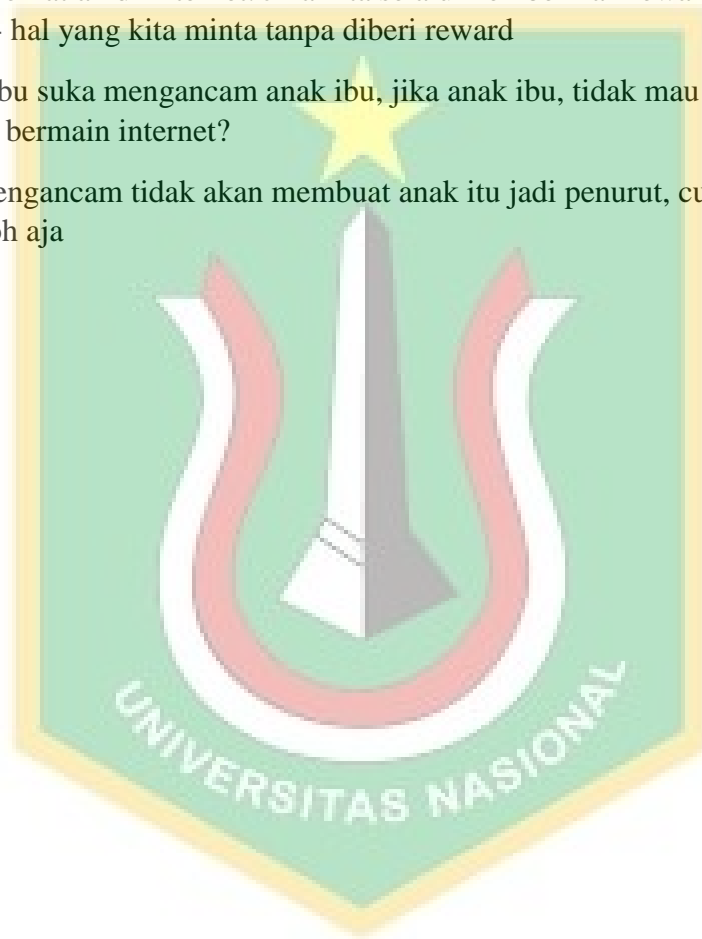 hal yang kita minta tanpa diberi reward
bu suka mengancam anak ibu, jika anak ibu, tidak mau
bermain internet?
engancam tidak akan membuat anak itu jadi penurut, cu
oh aja
UNIVERSITAS NASIONAL